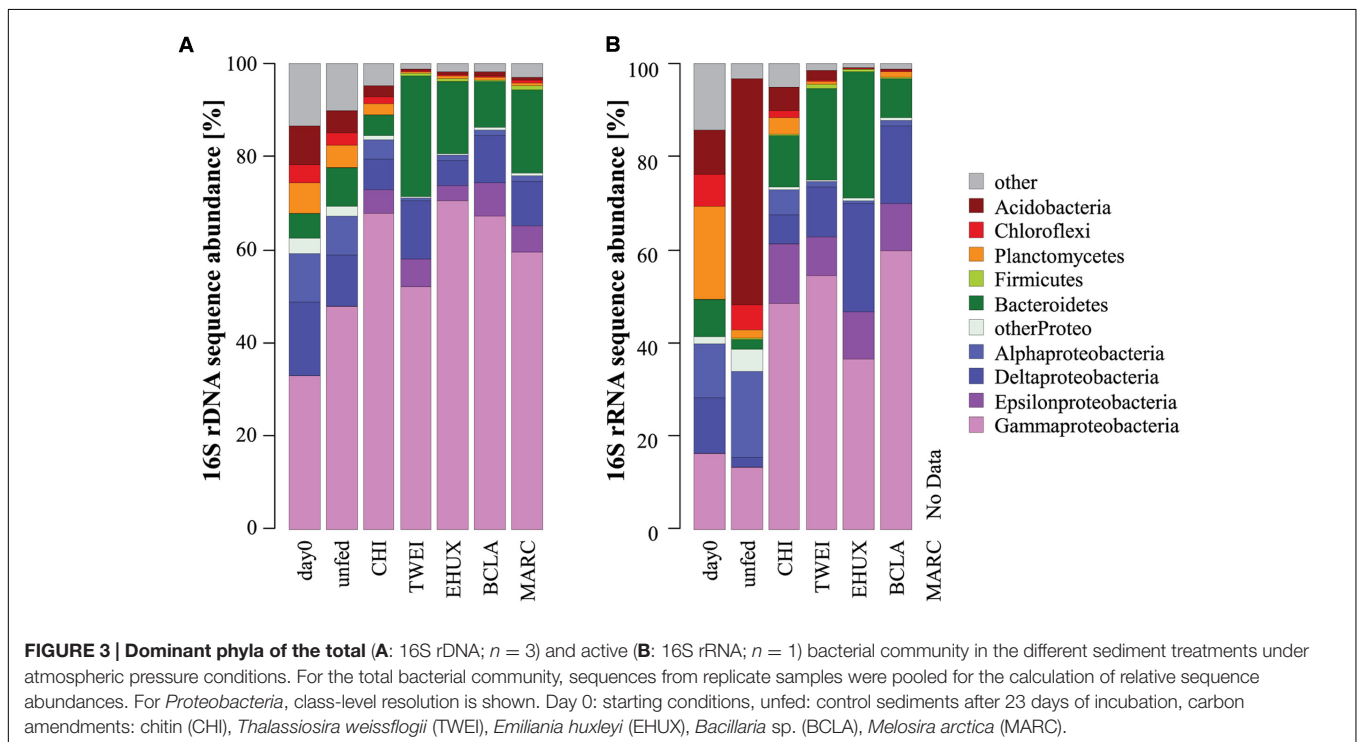 A
16S rDNA sequence abundance [%]
100
80
60
40
20
0
day0
unfed
CHI
TWEI
EHUX
BCLA
MARC
B
16S rRNA sequence abundance [%]
100
80
60
40
20
0
day0
unfed
CHI
TWEI
EHUX
BCLA
MARC
No Data
other
Acidobacteria
Chloroflexi
Planctomycetes
Firmicutes
Bacteroidetes
otherProteo
Alphaproteobacteria
Deltaproteobacteria
Epsilonproteobacteria
Gammaproteobacteria
FIGURE 3 | Dominant phyla of the total (A: 16S rDNA; n = 3) and active (B: 16S rRNA; n = 1) bacterial community in the different sediment treatments under
atmospheric pressure conditions. For the total bacterial community, sequences from replicate samples were pooled for the calculation of relative sequence
abundances. For Proteobacteria, class-level resolution is shown. Day 0: starting conditions, unfed: control sediments after 23 days of incubation, carbon
amendments: chitin (CHI), Thalassiosira weissflogii (TWEI), Emiliania huxleyi (EHUX), Bacillaria sp. (BCLA), Melosira arctica (MARC).